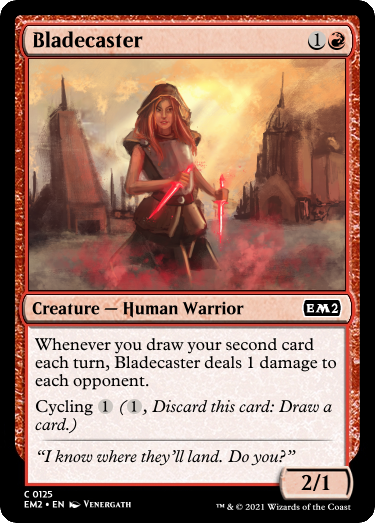 Bladecaster 1
Creature — Human Warrior EM2
Whenever you draw your second card
each turn, Bladecaster deals 1 damage to
each opponent.
Cycling 1 (1, Discard this card: Draw a
card.)
“I know where they’ll land. Do you?”
2/1
C 0125
EM2 • EN Venergath
™ & © 2021 Wizards of the Coast